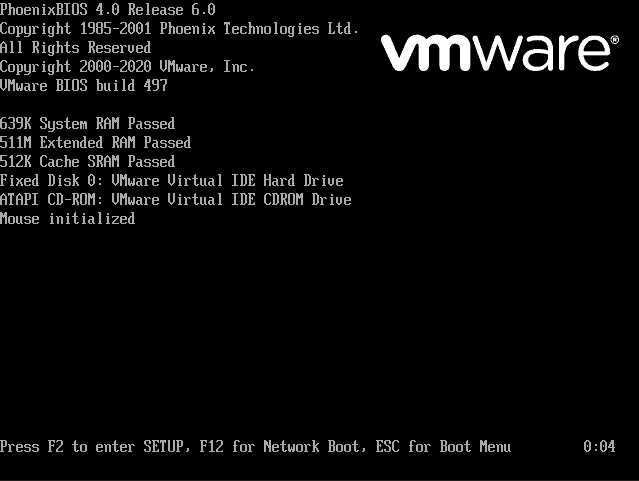 PhoenixBIOS 4.0 Release 6.0
Copyright 1985-2001 Phoenix Technologies Ltd.
All Rights Reserved
Copyright 2000-2020 VMware, Inc.
VMware BIOS build 497
vmware®
639K System RAM Passed
511M Extended RAM Passed
512K Cache SRAM Passed
Fixed Disk 0: VMware Virtual IDE Hard Drive
ATAPI CD-ROM: VMware Virtual IDE CDROM Drive
Mouse initialized
Press F2 to enter SETUP, F12 for Network Boot, ESC for Boot Menu 0:04